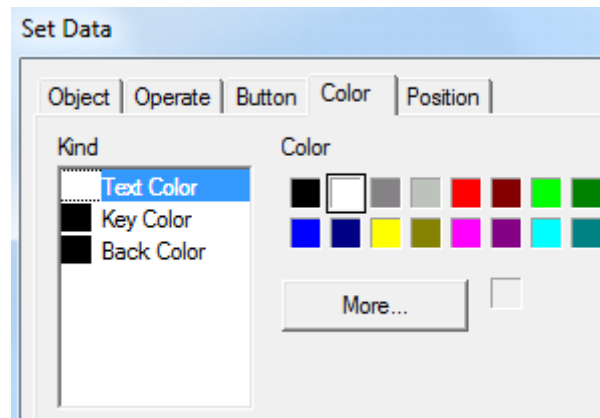 Set Data
Object Operate Button Color Position
Kind Color
Text Color
Key Color
Back Color
More...